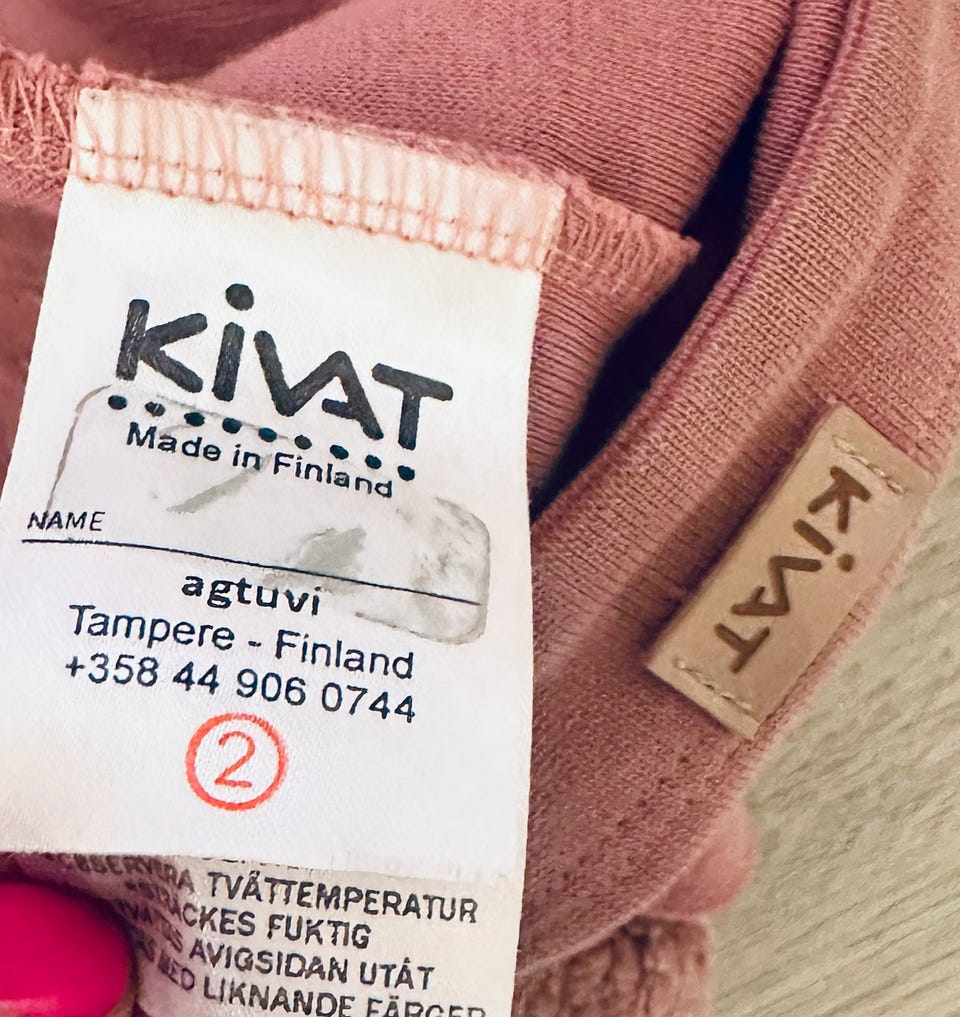 KiVAT
Made in Finland
NAME
agtuvi
Tampere - Finland
+358 44 906 0744
2
TVÄTTEMPERATUR
FUKTIG
AVIGSIDAN UTÅT
MED LIKNANDE FÄRGER
KiVAT